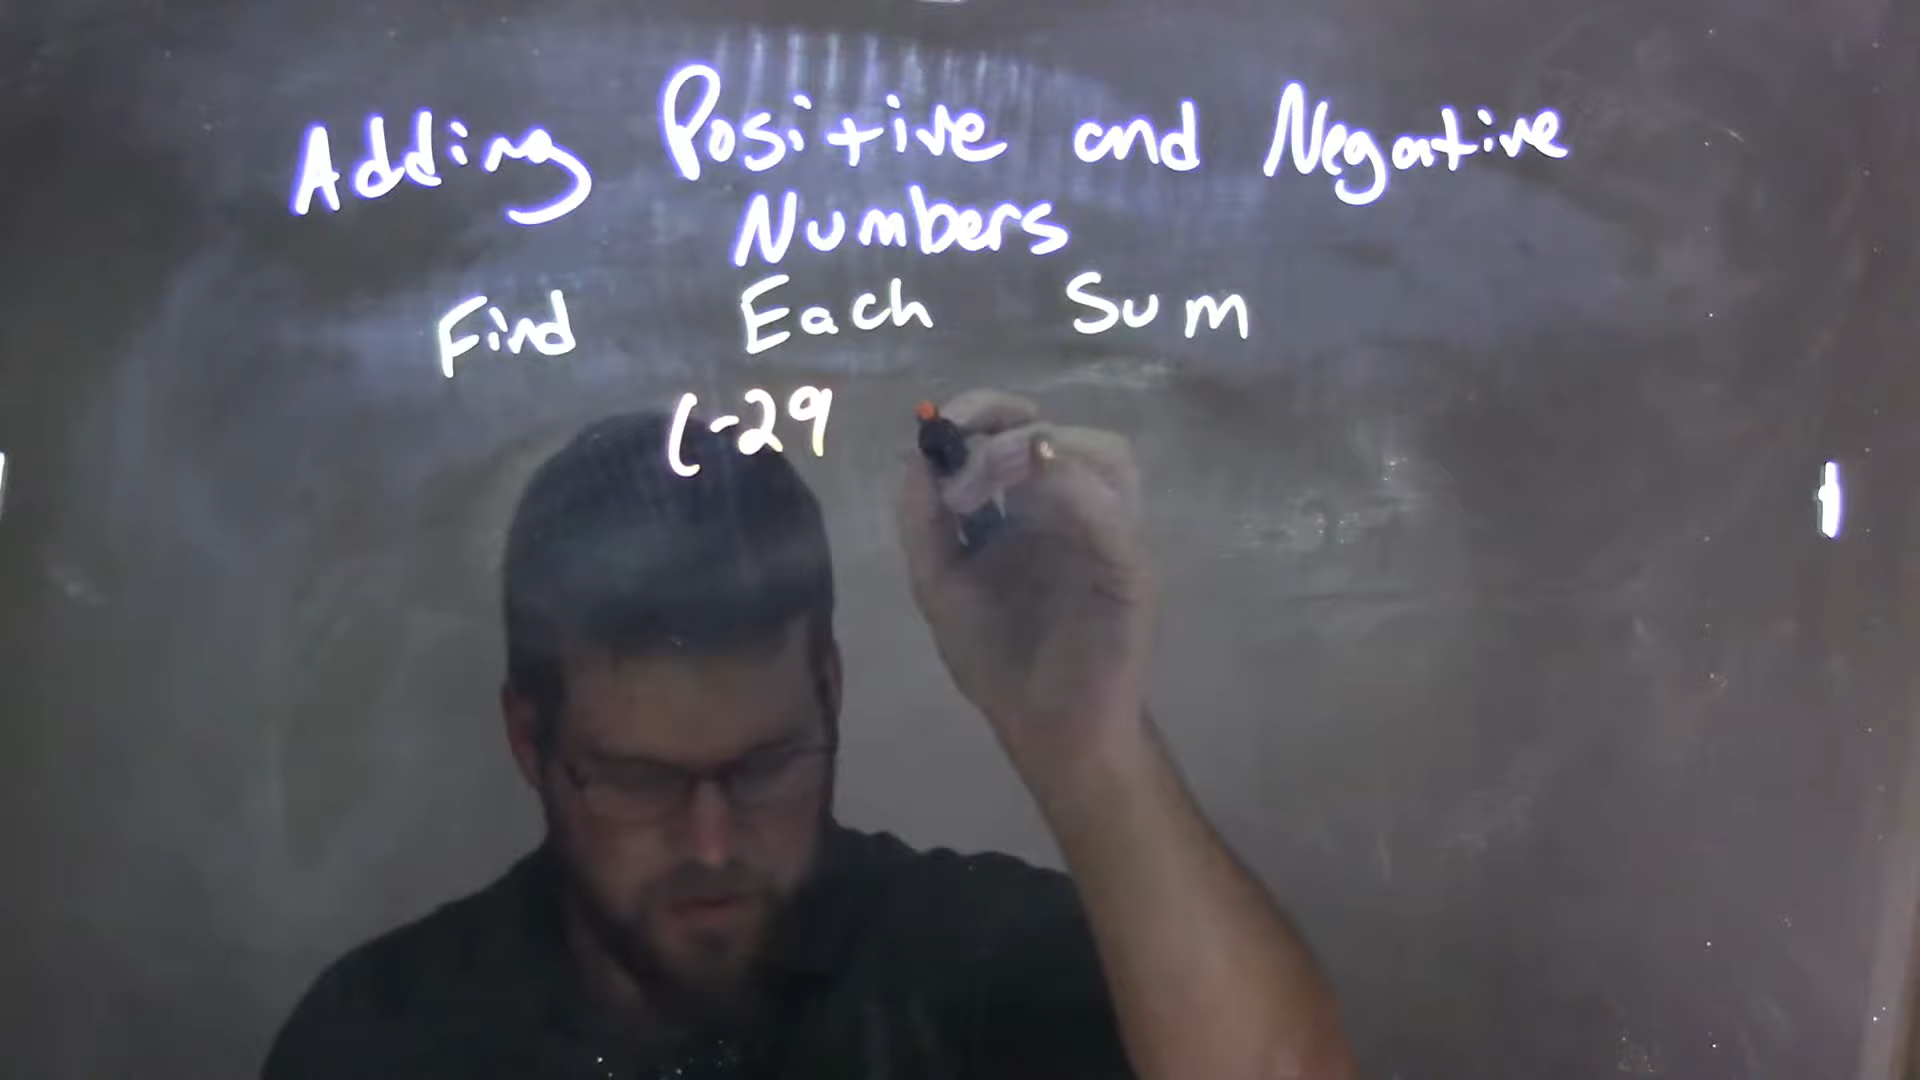 Adding Positive and Negative
Numbers
Find Each Sum
(-29